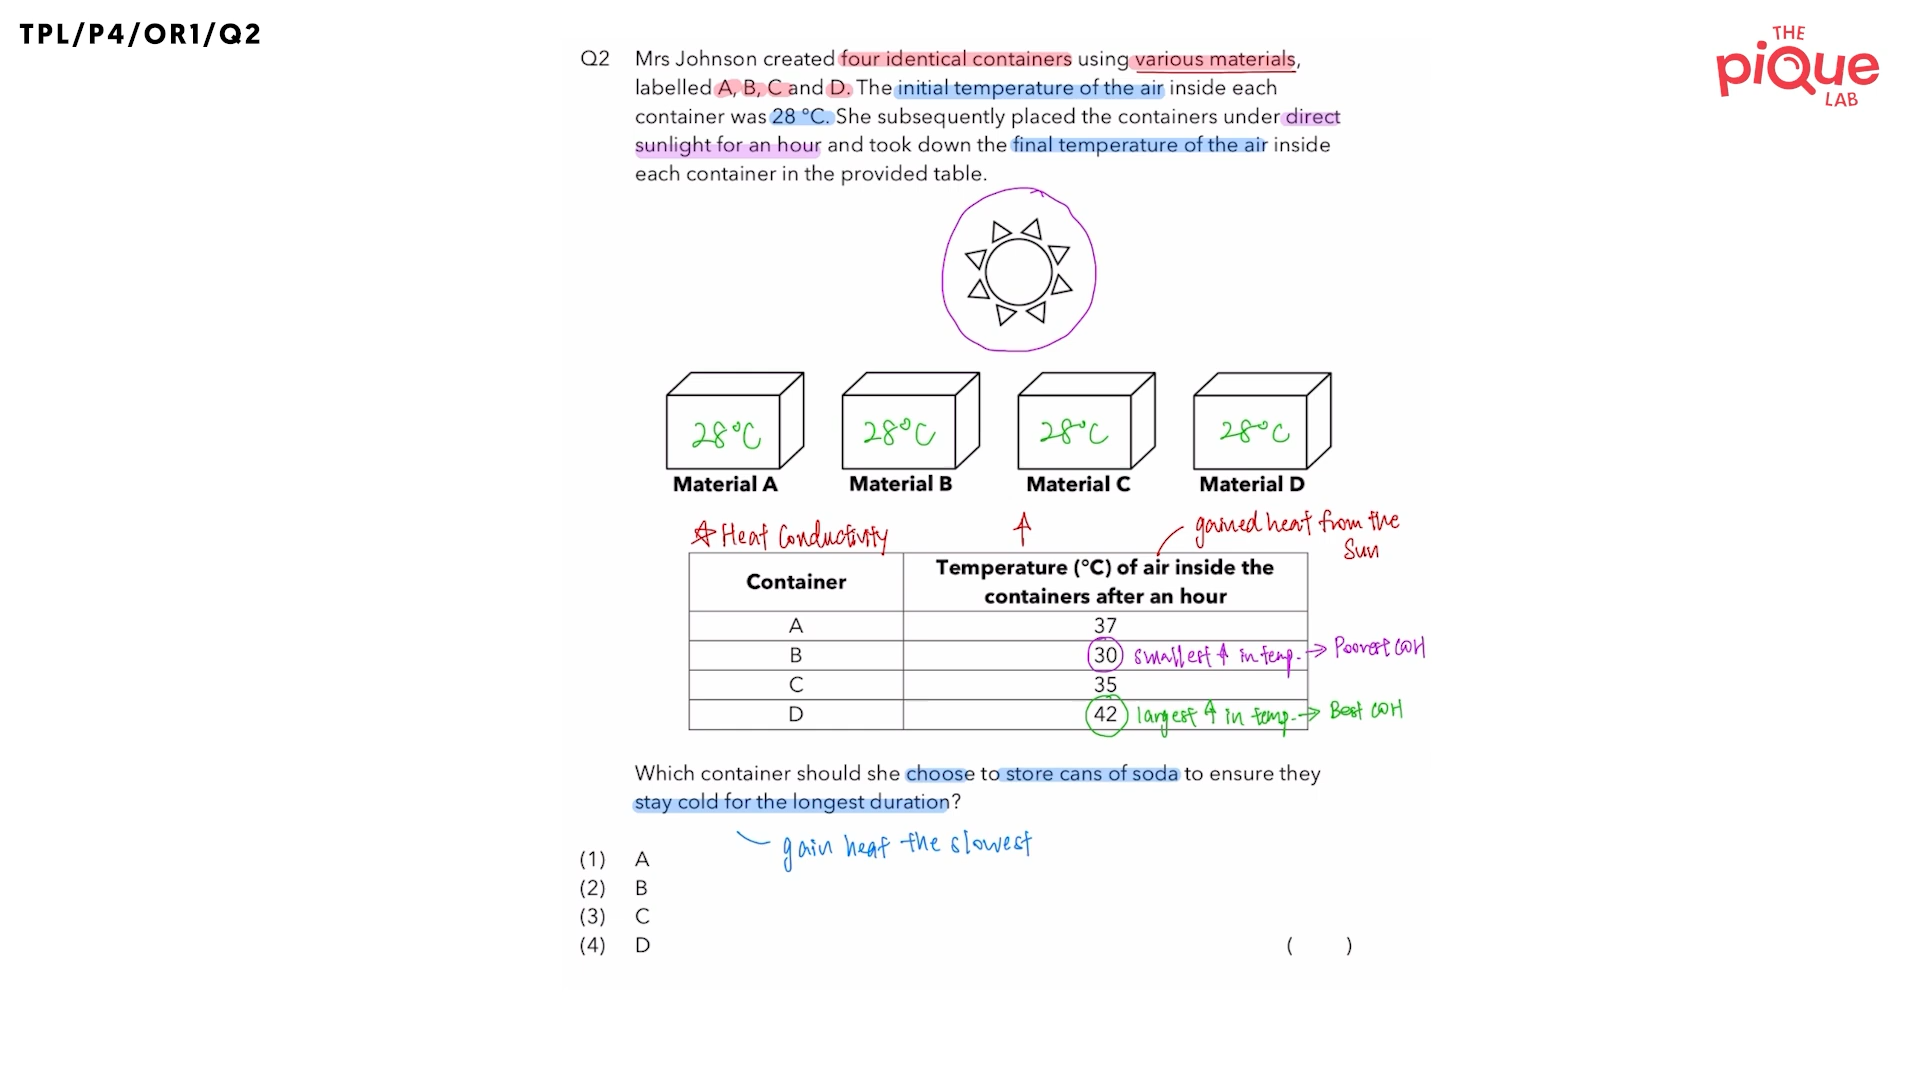 TPL/P4/OR1/Q2
THE
piQue
LAB
Q2 Mrs Johnson created four identical containers using various materials,
labelled A, B, C and D. The initial temperature of the air inside each
container was 28 °C. She subsequently placed the containers under direct
sunlight for an hour and took down the final temperature of the air inside
each container in the provided table.
28°C 28°C 28°C 28°C
Material A Material B Material C Material D
☆ Heat Conductivity ↑ gained heat from the
Sun
Container Temperature (°C) of air inside the
containers after an hour
A 37
B 30 smallest ↑ in temp. → Poorest COH
C 35
D 42 largest ↑ in temp. → Best COH
Which container should she choose to store cans of soda to ensure they
stay cold for the longest duration?
gain heat the slowest
(1) A
(2) B
(3) C
(4) D ( )